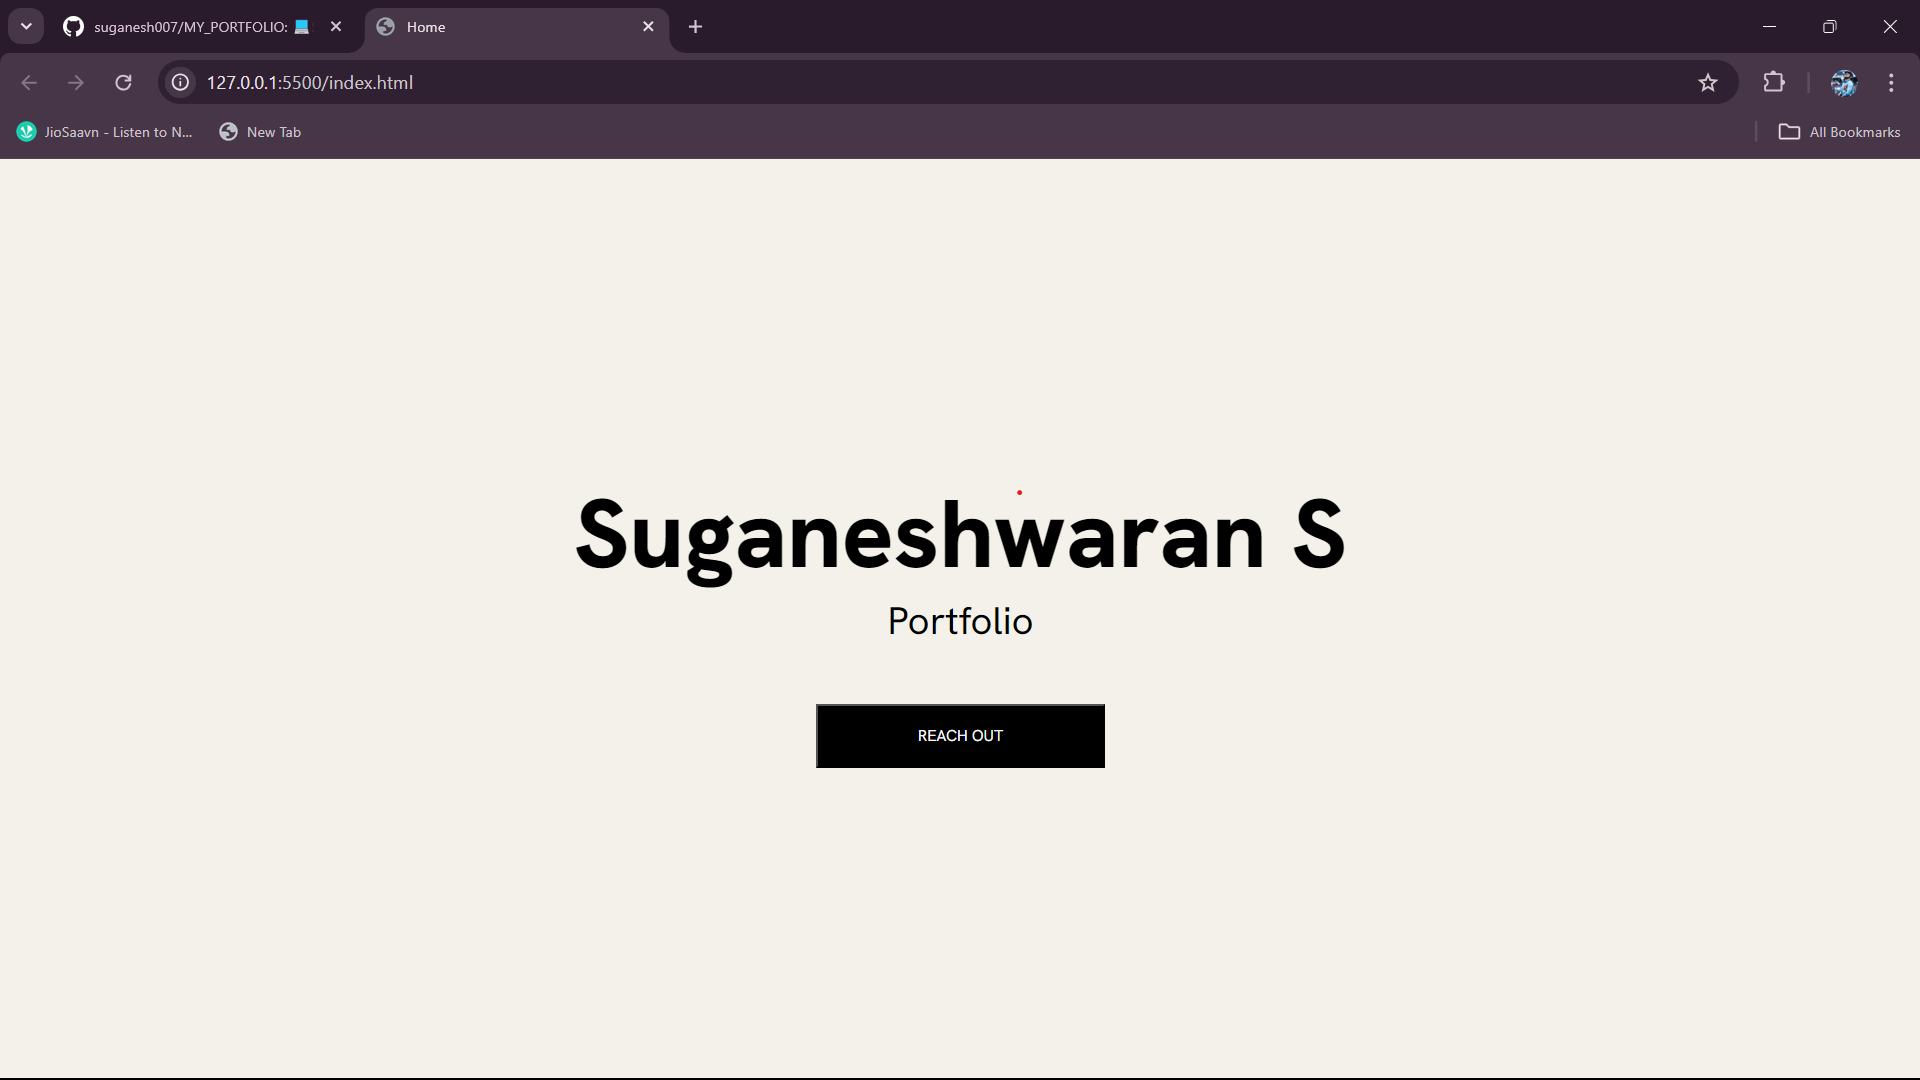 suganesh007/MY_PORTFOLIO: 💻
Home
127.0.0.1:5500/index.html
JioSaavn - Listen to N...
New Tab
All Bookmarks
Suganeshwaran S
Portfolio
REACH OUT